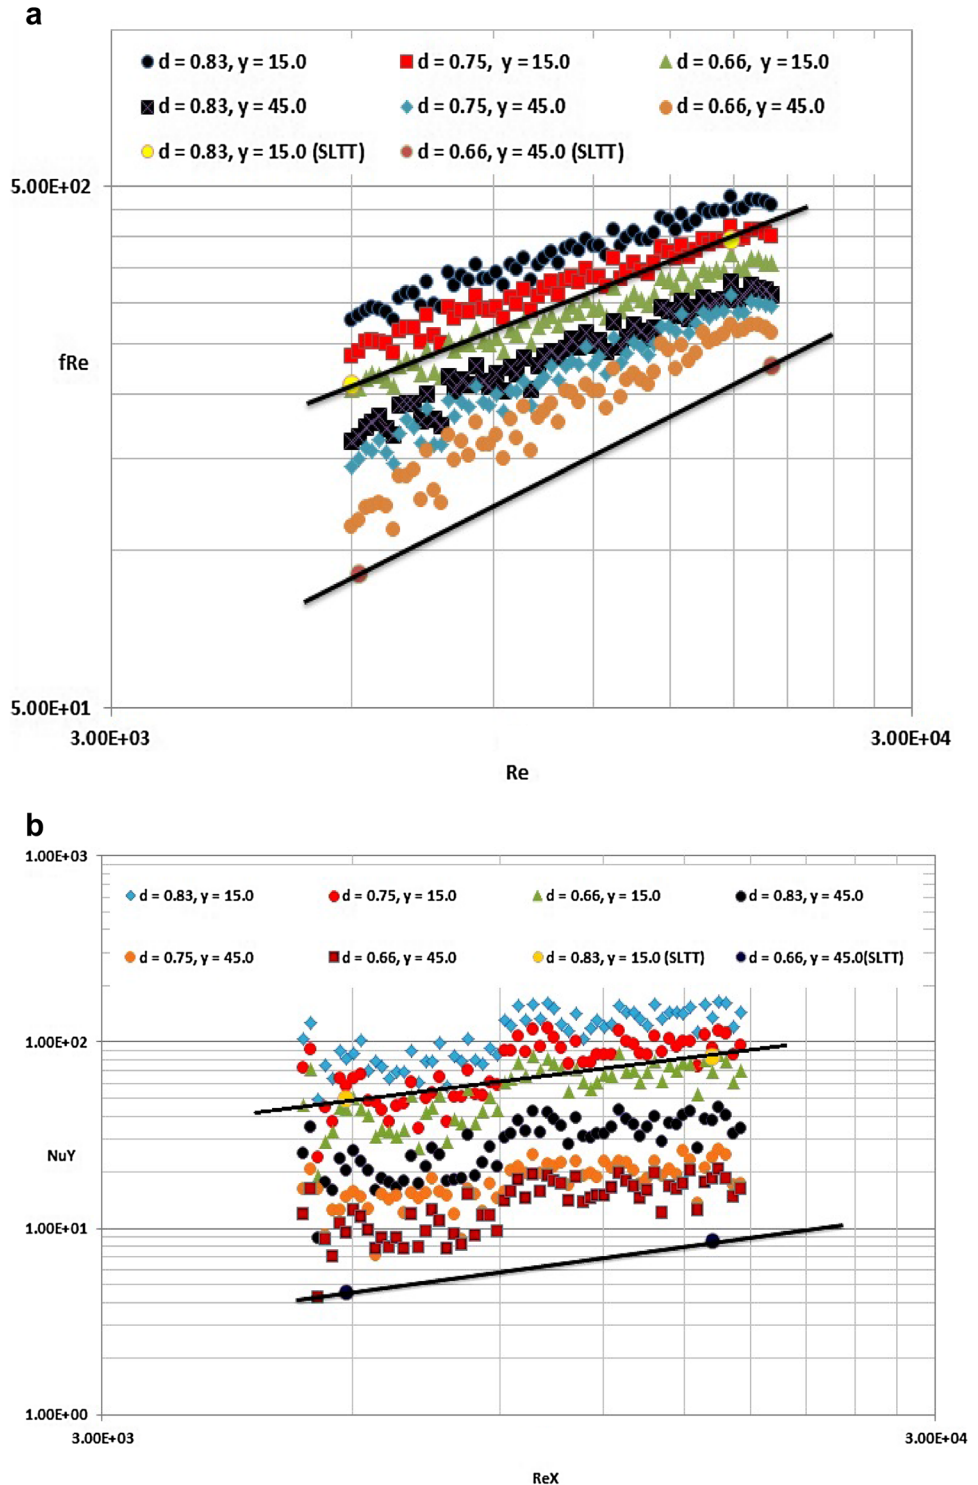 a
d = 0.83, y = 15.0 d = 0.75, y = 15.0 d = 0.66, y = 15.0
d = 0.83, y = 45.0 d = 0.75, y = 45.0 d = 0.66, y = 45.0
d = 0.83, y = 15.0 (SLTT) d = 0.66, y = 45.0 (SLTT)
5.00E+02
fRe
5.00E+01
3.00E+03 3.00E+04
Re
b
1.00E+03
d = 0.83, y = 15.0 d = 0.75, y = 15.0 d = 0.66, y = 15.0 d = 0.83, y = 45.0
d = 0.75, y = 45.0 d = 0.66, y = 45.0 d = 0.83, y = 15.0 (SLTT) d = 0.66, y = 45.0(SLTT)
1.00E+02
NuY
1.00E+01
1.00E+00
3.00E+03 3.00E+04
ReX